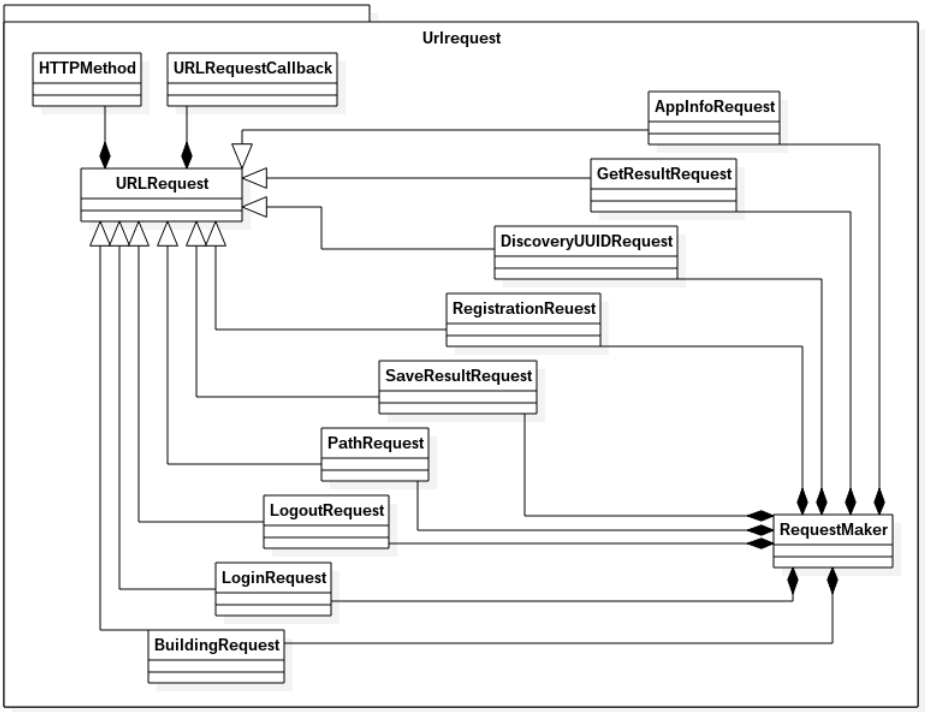 Urlrequest
HTTPMethod
URLRequestCallback
AppInfoRequest
GetResultRequest
URLRequest
DiscoveryUUIDRequest
RegistrationReuest
SaveResultRequest
PathRequest
LogoutRequest
RequestMaker
LoginRequest
BuildingRequest